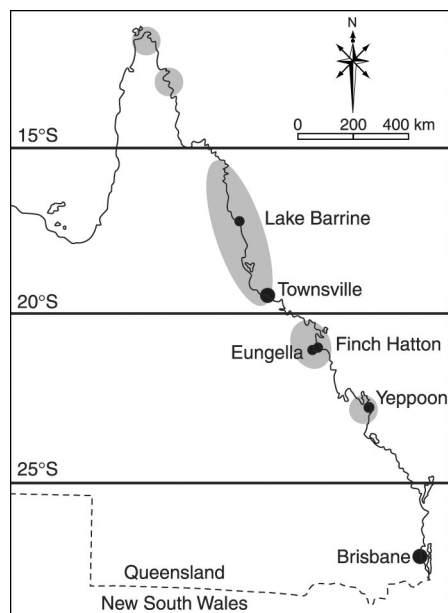 N
0 200 400 km
15°S
Lake Barrine
Townsville
20°S
Finch Hatton
Eungella
Yeppoon
25°S
Brisbane
Queensland
New South Wales